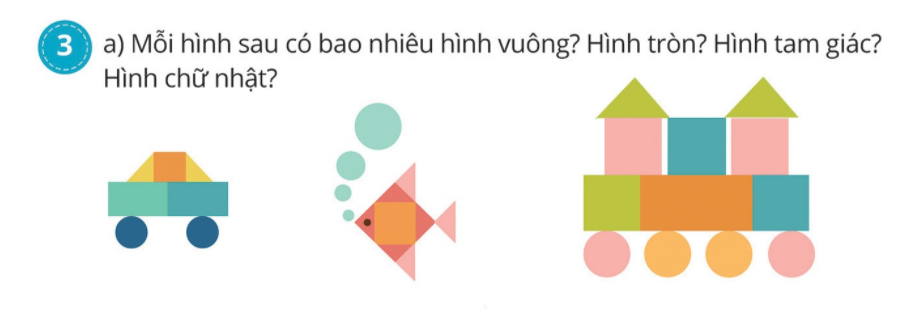 3 a) Mỗi hình sau có bao nhiêu hình vuông? Hình tròn? Hình tam giác?
Hình chữ nhật?